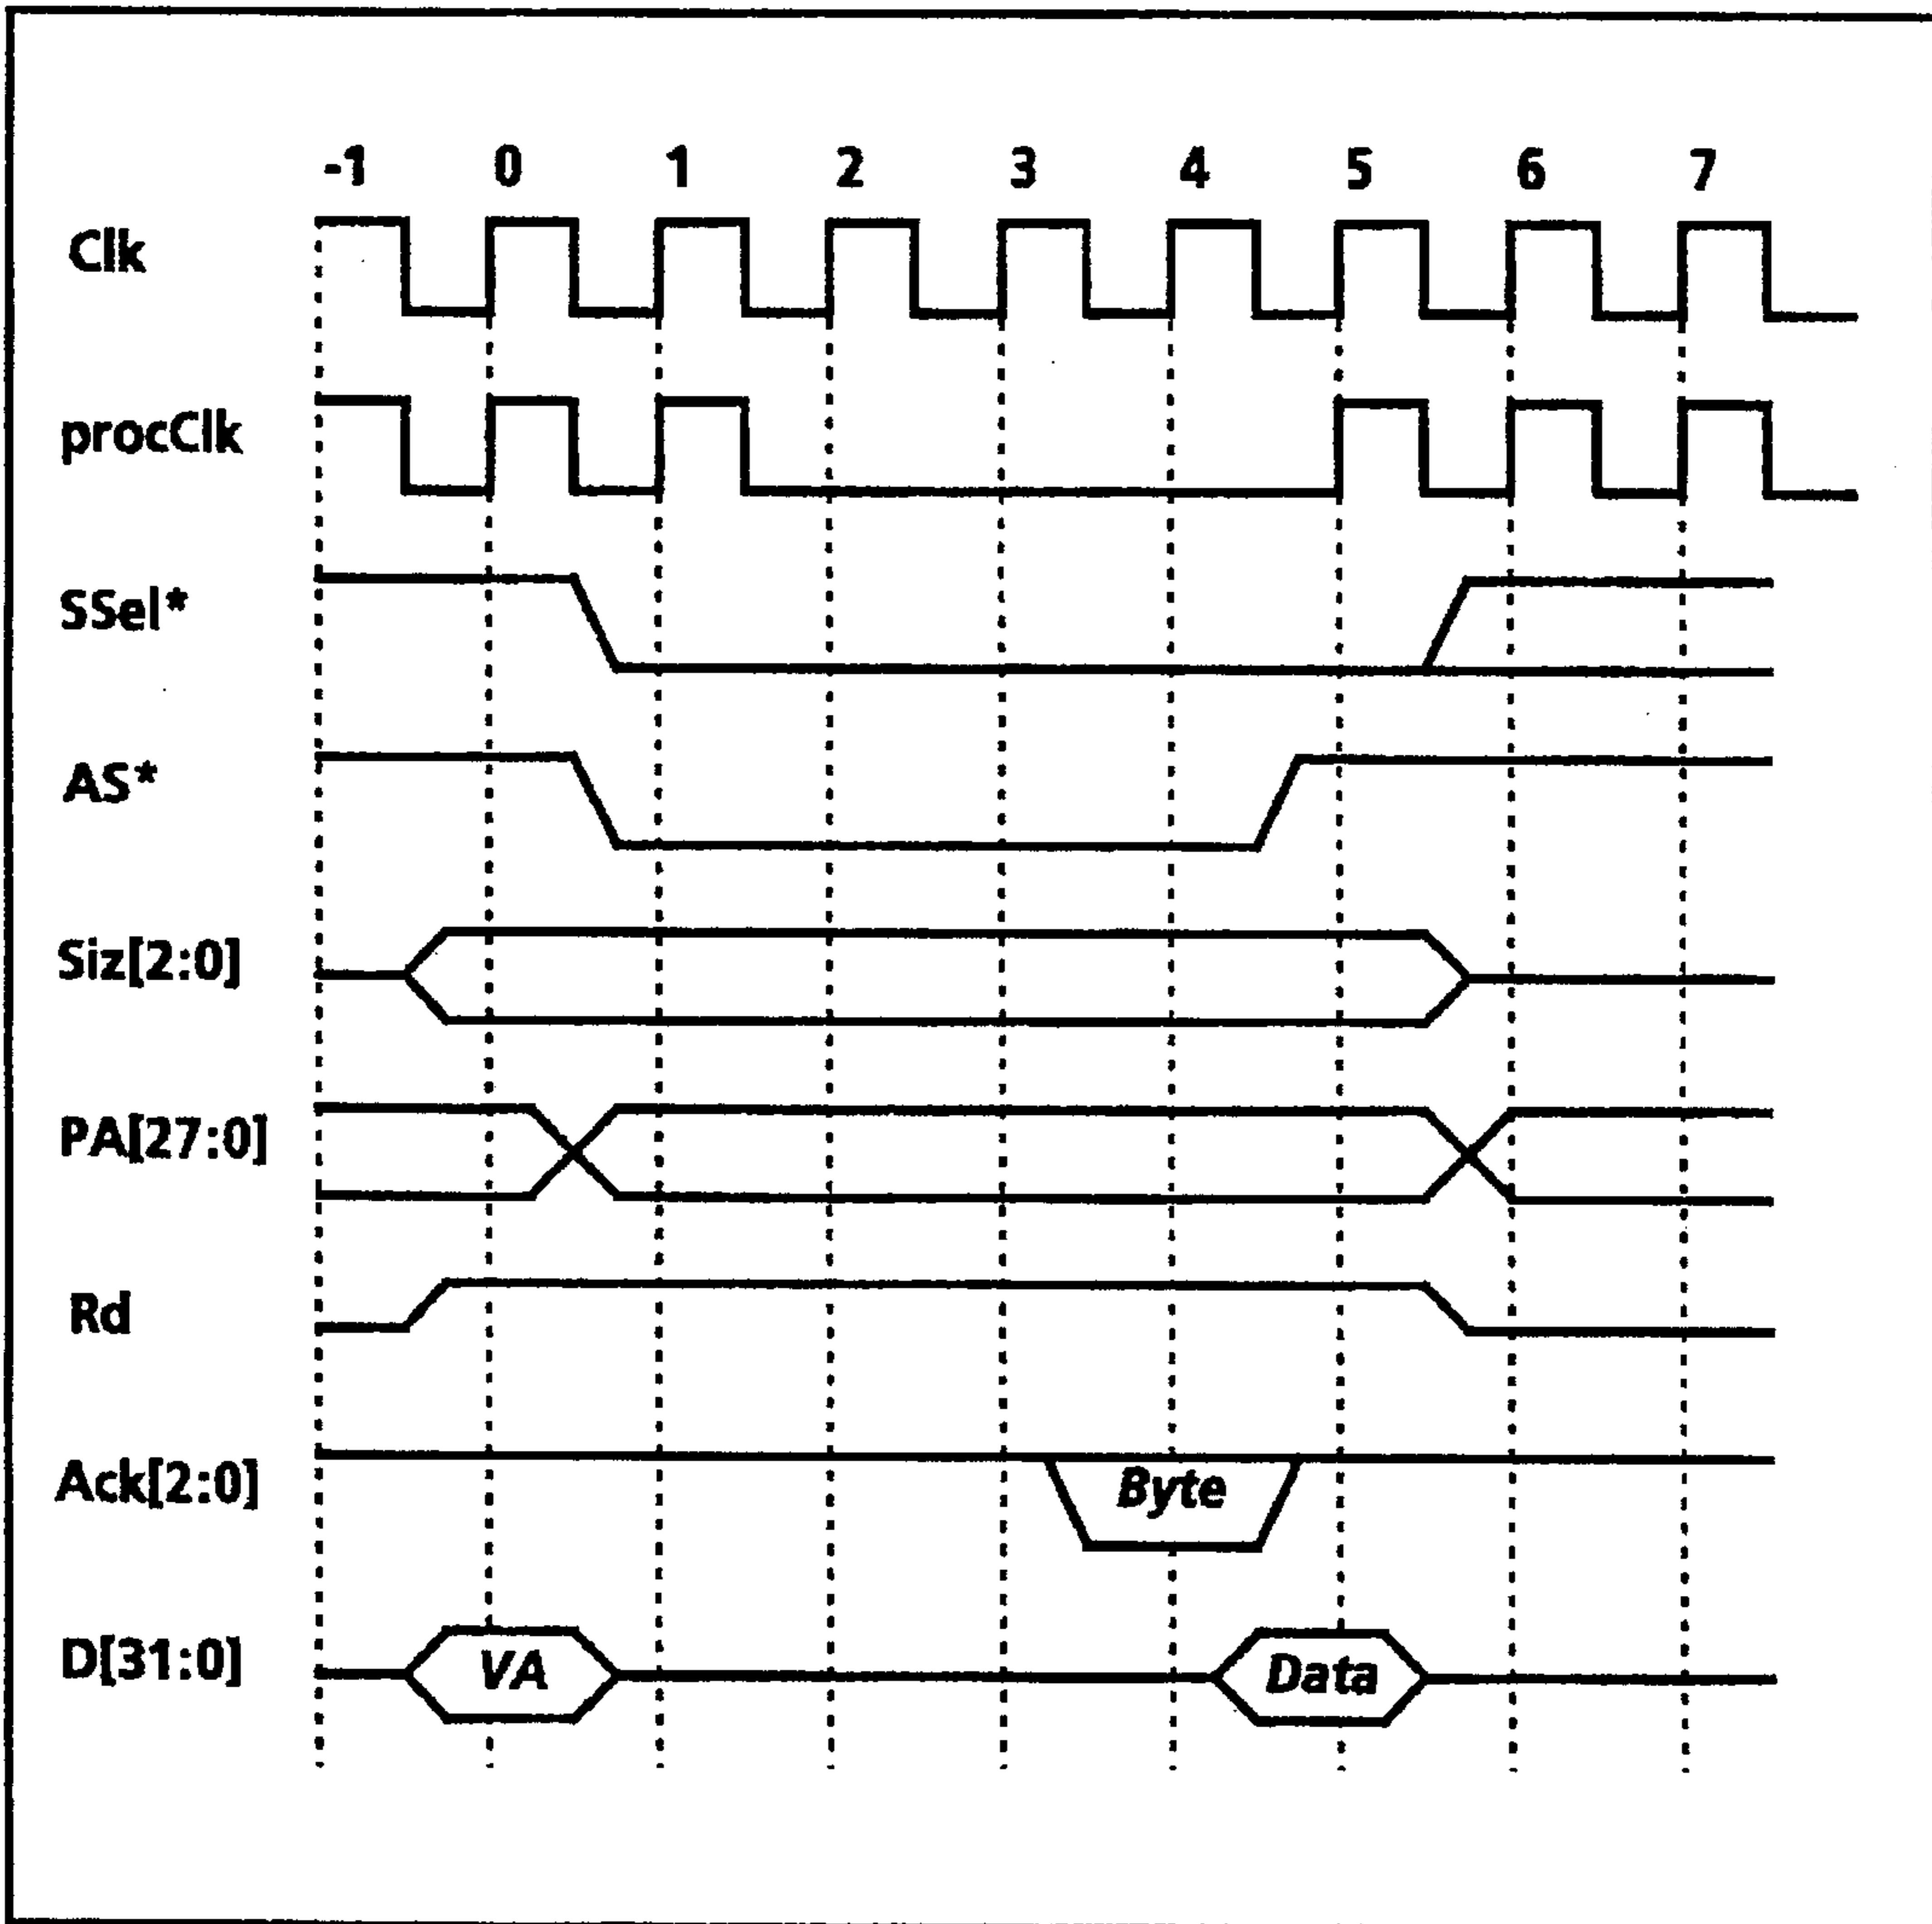 -1 0 1 2 3 4 5 6 7
Clk
procClk
SSel*
AS*
Siz[2:0]
PA[27:0]
Rd
Ack[2:0] Byte
D[31:0] VA Data